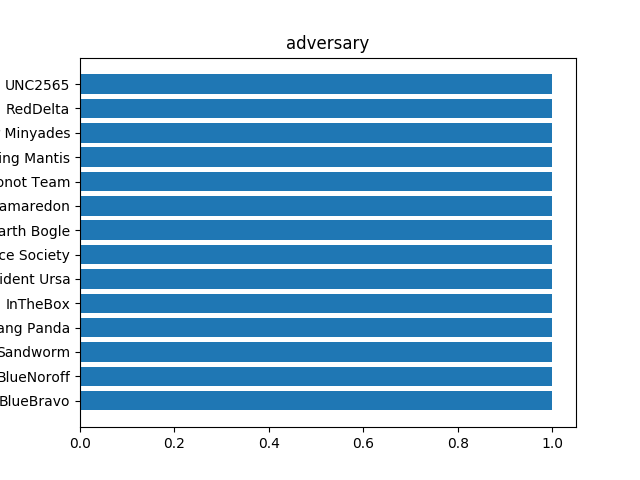 adversary
UNC2565
RedDelta
Minyades
ing Mantis
onot Team
amaredon
arth Bogle
ce Society
ident Ursa
InTheBox
ang Panda
Sandworm
BlueNoroff
BlueBravo
0.0 0.2 0.4 0.6 0.8 1.0